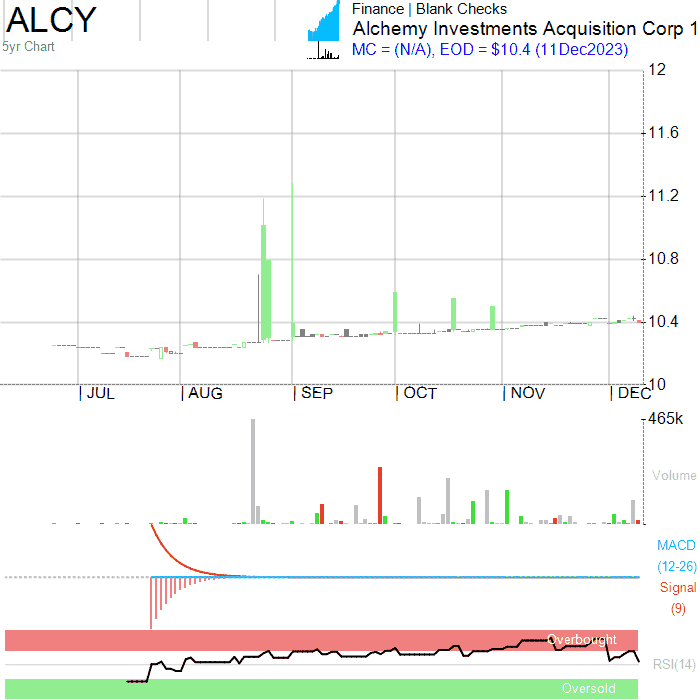 ALCY
5yr Chart
Finance | Blank Checks
Alchemy Investments Acquisition Corp 1
MC = (N/A), EOD = $10.4 (11Dec2023)
12
11.6
11.2
10.8
10.4
10
| JUL | AUG | SEP | OCT | NOV | DEC
465k
Volume
MACD
(12-26)
Signal
(9)
Overbought
RSI(14)
Oversold